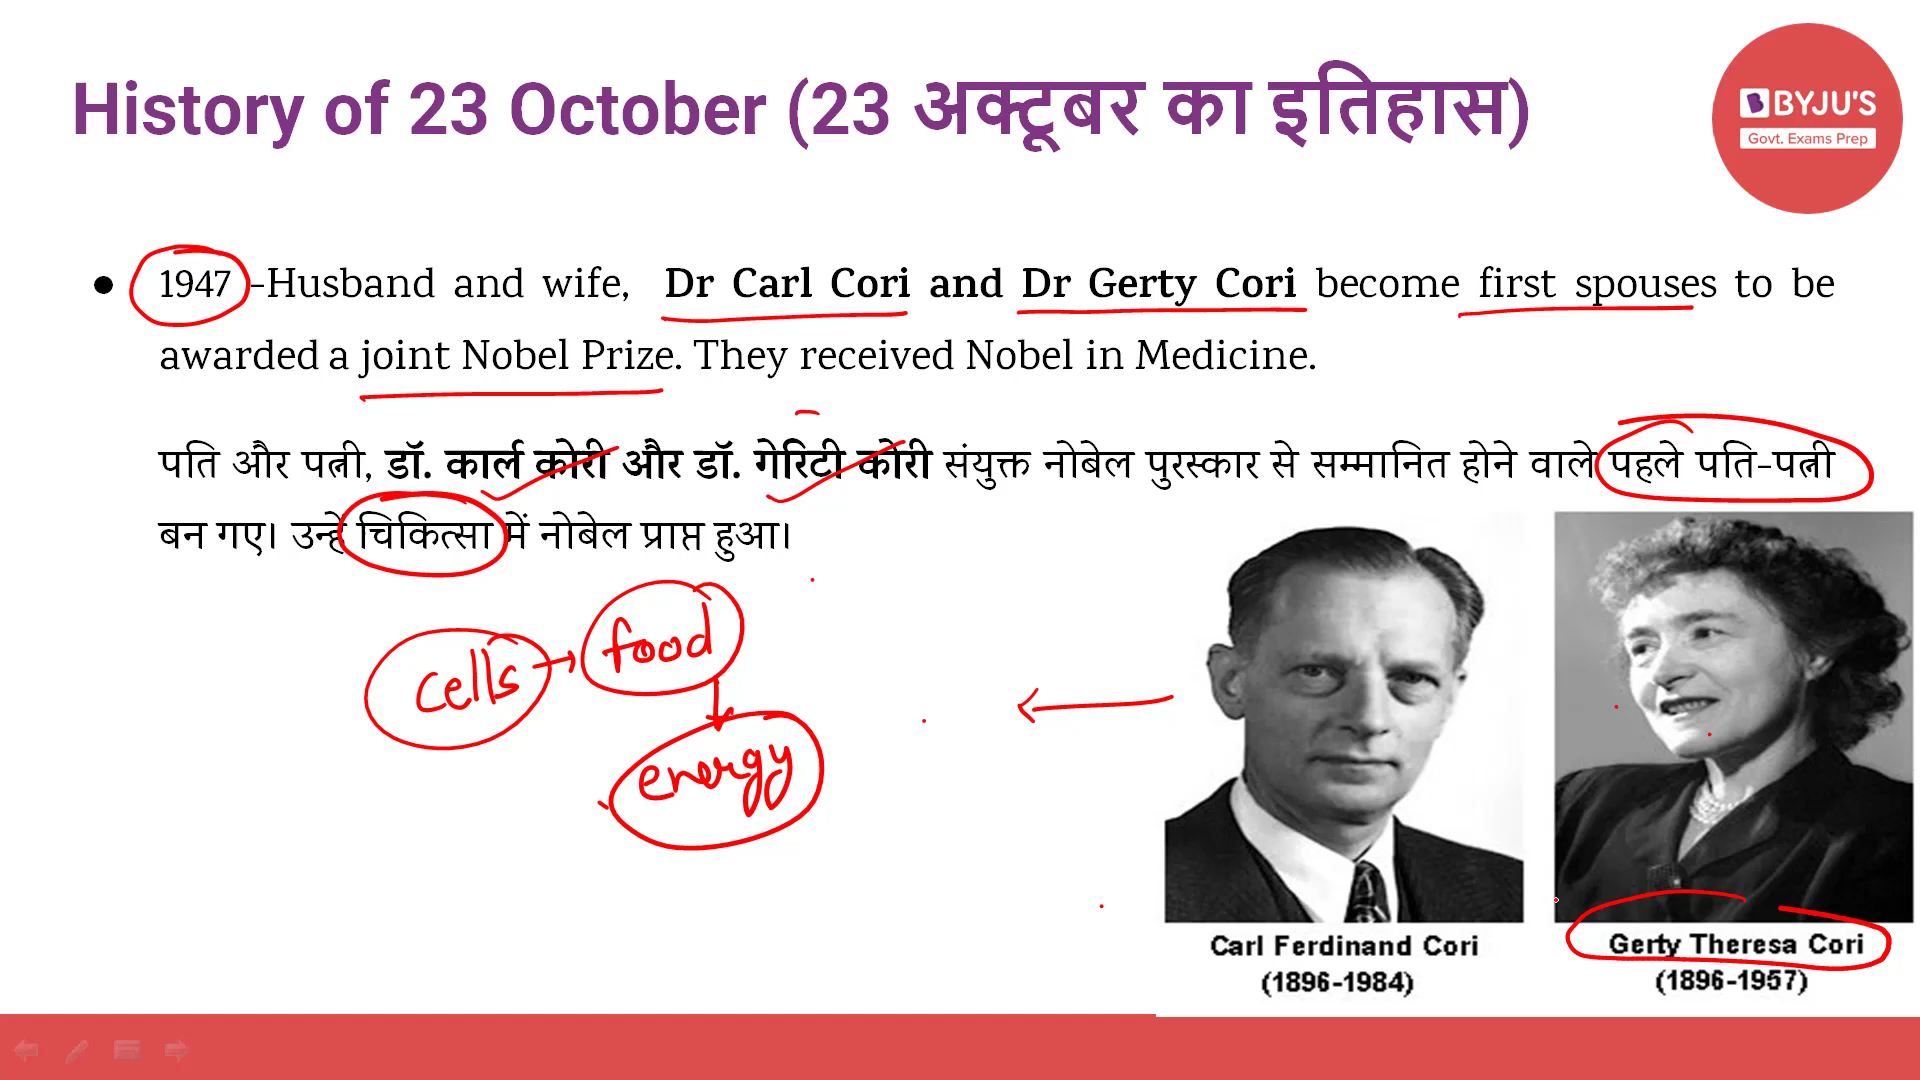 History of 23 October (23 अक्टूबर का इतिहास)
BYJU'S
Govt. Exams Prep
● 1947 -Husband and wife, Dr Carl Cori and Dr Gerty Cori become first spouses to be
awarded a joint Nobel Prize. They received Nobel in Medicine.
पति और पत्नी, डॉ. कार्ल कोरी और डॉ. गेरिटी कोरी संयुक्त नोबेल पुरस्कार से सम्मानित होने वाले पहले पति-पत्नी
बन गए। उन्हें चिकित्सा में नोबेल प्राप्त हुआ।
cells → food
energy
Carl Ferdinand Cori
(1896-1984)
Gerty Theresa Cori
(1896-1957)